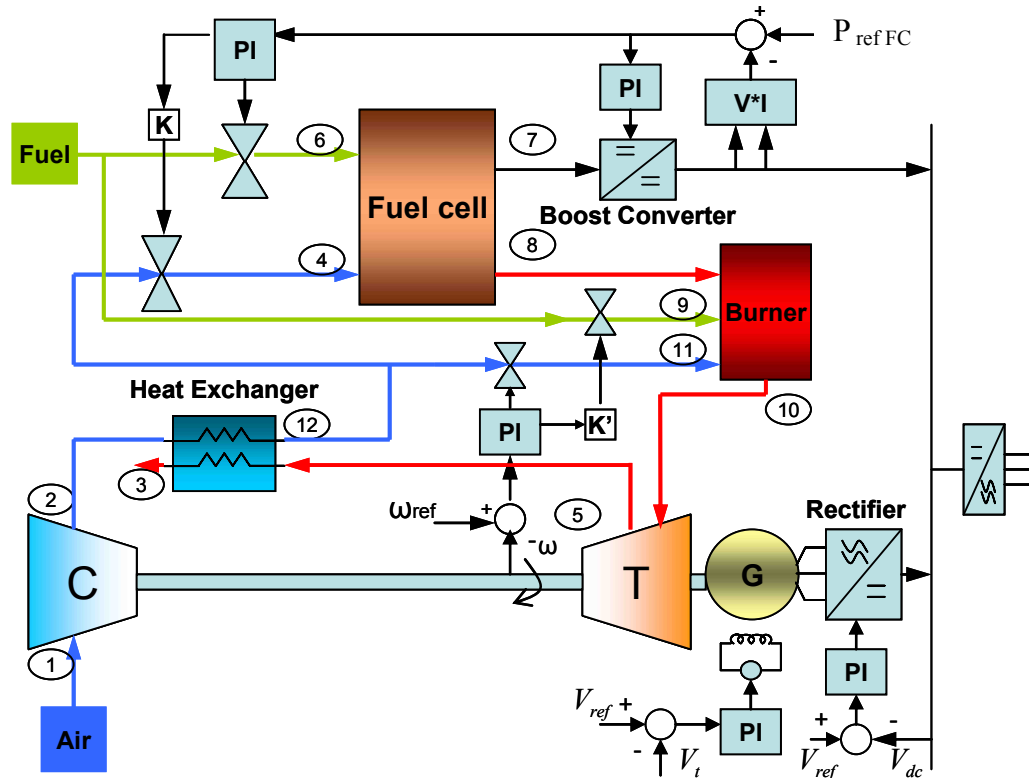 PI
+
P ref FC
-
PI
V*I
K
Fuel
6
7
Fuel cell
Boost Converter
8
4
9
Burner
11
Heat Exchanger
12
10
PI
K'
3
2
ωref
+
5
-ω
Rectifier
C
T
G
1
PI
Vref
+
PI
+
-
Air
-
Vt
Vref
Vdc